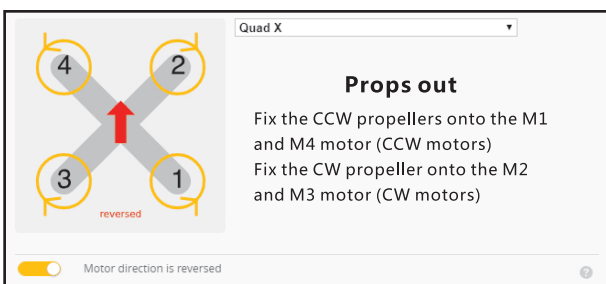 Quad X
4
2
3
1
reversed
Props out
Fix the CCW propellers onto the M1
and M4 motor (CCW motors)
Fix the CW propeller onto the M2
and M3 motor (CW motors)
Motor direction is reversed
?